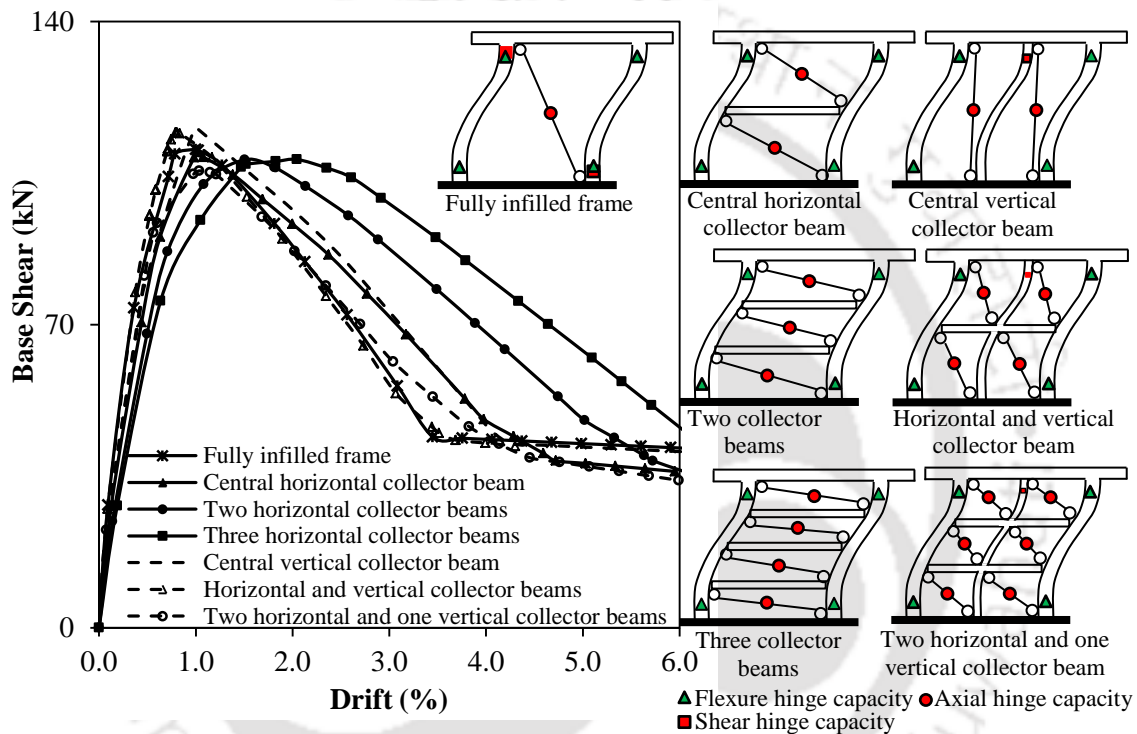 140
70
0
Base Shear (kN)
0.0 1.0 2.0 3.0 4.0 5.0 6.0
Drift (%)
Fully infilled frame
Central horizontal collector beam
Two horizontal collector beams
Three horizontal collector beams
Central vertical collector beam
Horizontal and vertical collector beams
Two horizontal and one vertical collector beams
Fully infilled frame
Central horizontal
collector beam
Central vertical
collector beam
Two collector
beams
Horizontal and vertical
collector beam
Three collector
beams
Two horizontal and one
vertical collector beam
Flexure hinge capacity Axial hinge capacity
Shear hinge capacity